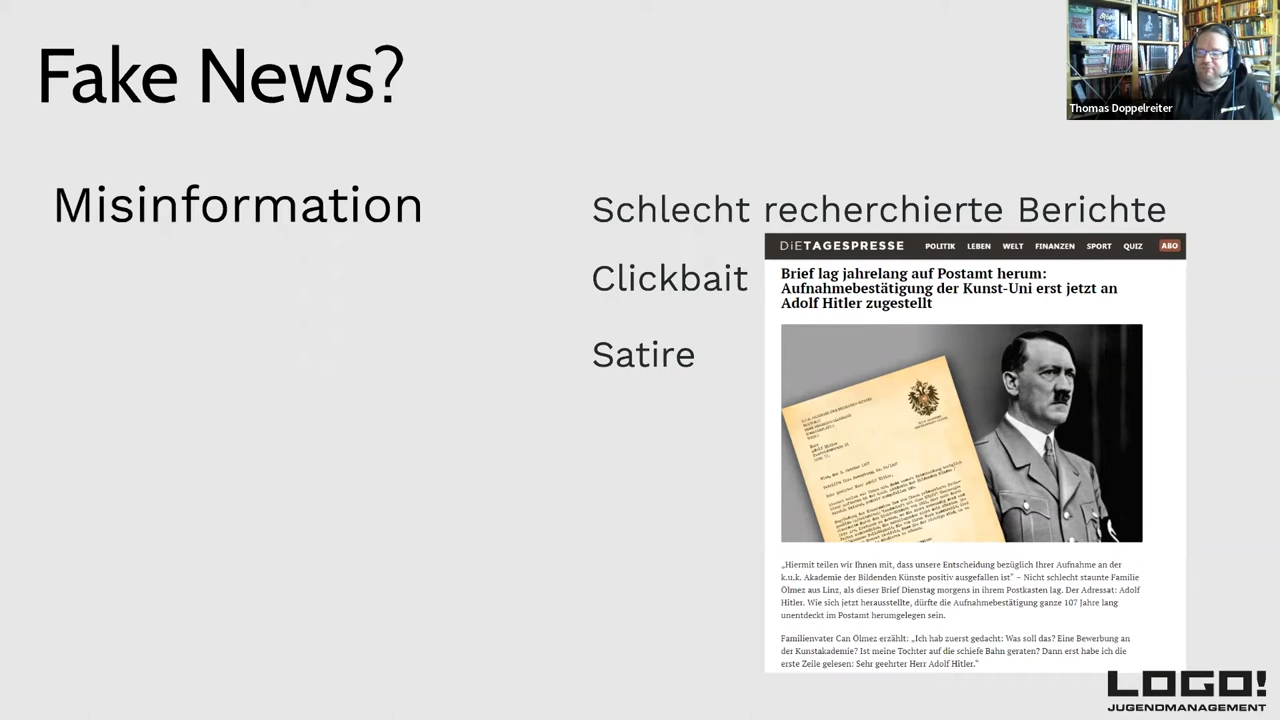 Fake News?
Thomas Doppelreiter
Misinformation
Schlecht recherchierte Berichte
Clickbait
Satire
DiETAGESPRESSE POLITIK LEBEN WELT FINANZEN SPORT QUIZ ABO
Brief lag jahrelang auf Postamt herum:
Aufnahmebestätigung der Kunst-Uni erst jetzt an
Adolf Hitler zugestellt
„Hiermit teilen wir Ihnen mit, dass unsere Entscheidung bezüglich Ihrer Aufnahme an der
k.u.k. Akademie der Bildenden Künste positiv ausgefallen ist“ – Nicht schlecht staunte Familie
Ölmez aus Linz, als dieser Brief Dienstag morgens in ihrem Postkasten lag. Der Adressat: Adolf
Hitler. Wie sich jetzt herausstellte, dürfte die Aufnahmebestätigung ganze 107 Jahre lang
unentdeckt im Postamt herumgelegen sein.
Familienvater Can Ölmez erzählt: „Ich hab zuerst gedacht: Was soll das? Eine Bewerbung an
der Kunstakademie? Ist meine Tochter auf die schiefe Bahn geraten? Dann erst habe ich die
erste Zeile gelesen: Sehr geehrter Herr Adolf Hitler.“
LOGO!
JUGENDMANAGEMENT